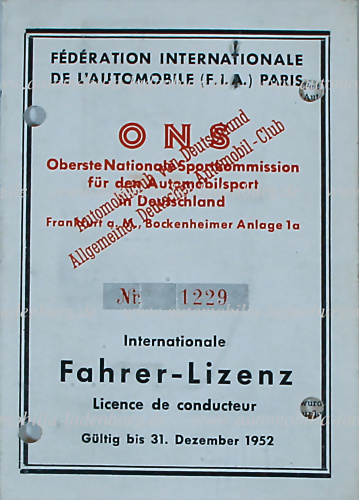 FÉDÉRATION INTERNATIONALE
DE L'AUTOMOBILE (F.I.A.) PARIS
ONS
Oberste Nationale Sportkommission
für den Automobilsport
in Deutschland
Frankfurt a. M., Bockenheimer Anlage 1a
Automobilclub von Deutschland
Allgemeiner Deutscher Automobil-Club
Nr. 1229
Internationale
Fahrer-Lizenz
Licence de conducteur
Gültig bis 31. Dezember 1952